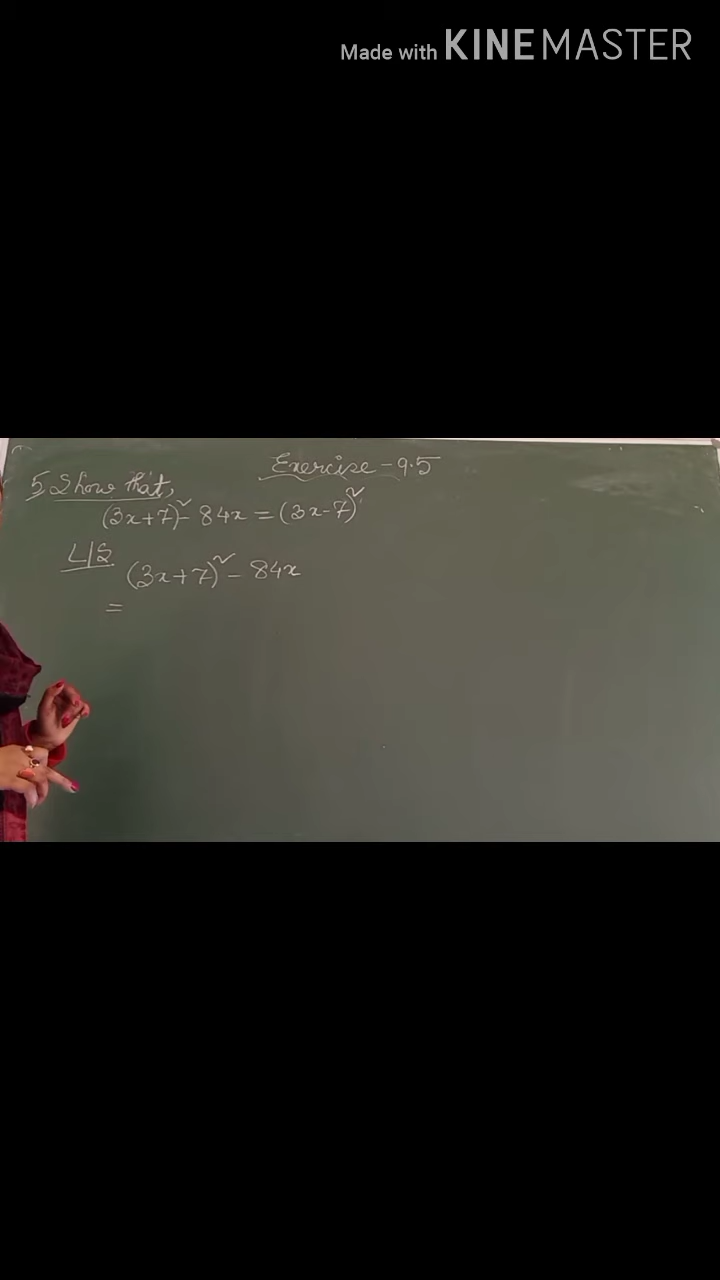 Made with KINEMASTER
Exercise - 9.5
5, Show that,
(3x+7)² - 84x = (3x-7)²
L/S
(3x+7)² - 84x
=